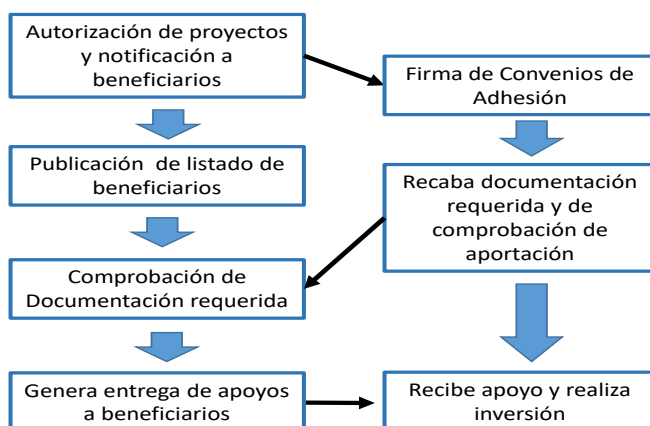 Autorización de proyectos
y notificación a
beneficiarios
Firma de Convenios de
Adhesión
Publicación de listado de
beneficiarios
Recaba documentación
requerida y de
comprobación de
aportación
Comprobación de
Documentación requerida
Genera entrega de apoyos
a beneficiarios
Recibe apoyo y realiza
inversión